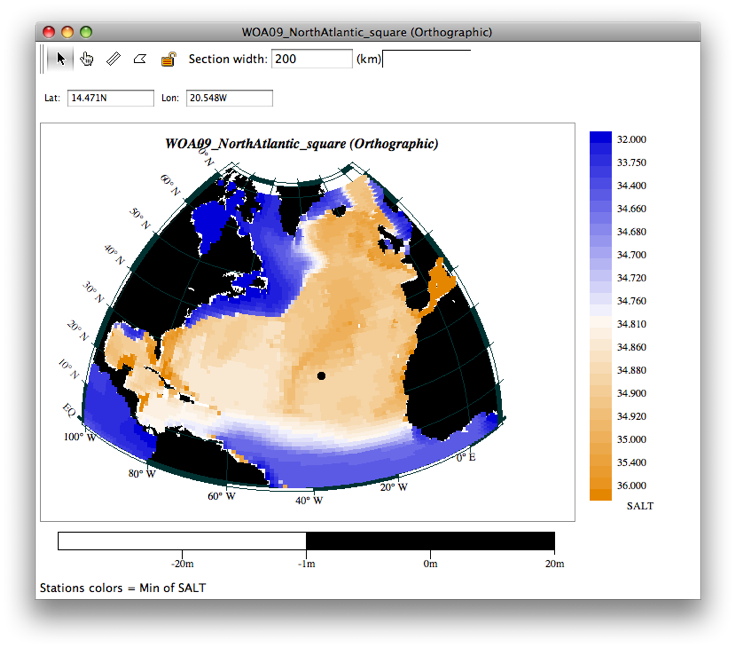 WOA09_NorthAtlantic_square (Orthographic)
Section width: 200 (km)
Lat: 14.471N Lon: 20.548W
WOA09_NorthAtlantic_square (Orthographic)
60° N
50° N
40° N
30° N
20° N
10° N
EQ
100° W
80° W
60° W
40° W
20° W
0° E
32.000
33.750
34.400
34.660
34.680
34.700
34.720
34.760
34.810
34.860
34.880
34.900
34.920
35.000
35.400
36.000
SALT
-20m -1m 0m 20m
Stations colors = Min of SALT